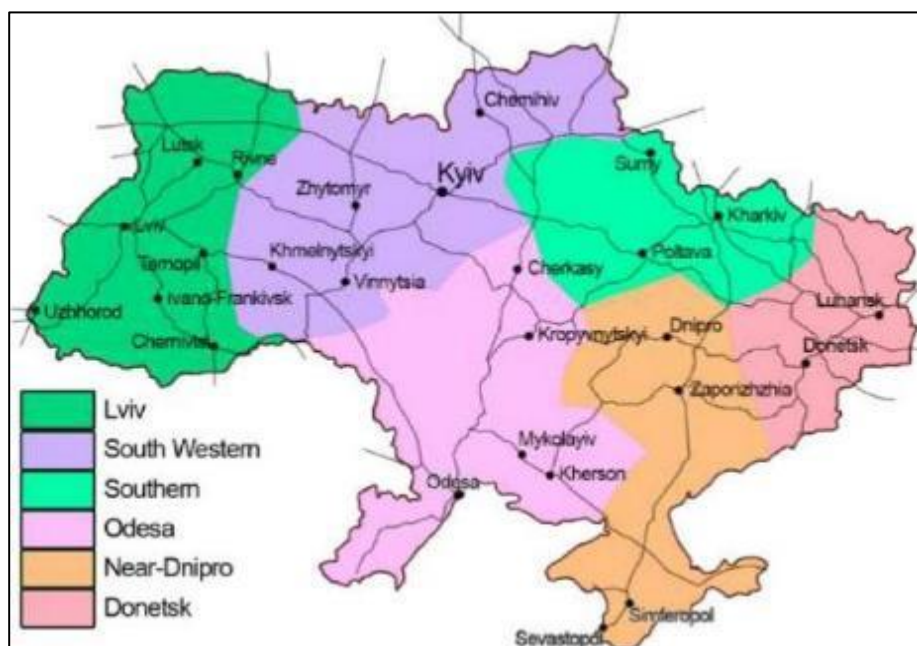 Chernihiv
Lutsk
Rivne
Sumy
Kyiv
Zhytomyr
Kharkiv
Lviv
Khmelnytskyi
Ternopil
Cherkasy
Poltava
Vinnytsia
Ivano-Frankivsk
Uzbhorod
Luhansk
Chernivtsi
Kropyvnytskyi
Dnipro
Donetsk
Zaporizhzhia
Lviv
South Western
Mykolayiv
Kherson
Southern
Odesa
Odesa
Near-Dnipro
Donetsk
Simferopol
Sevastopol